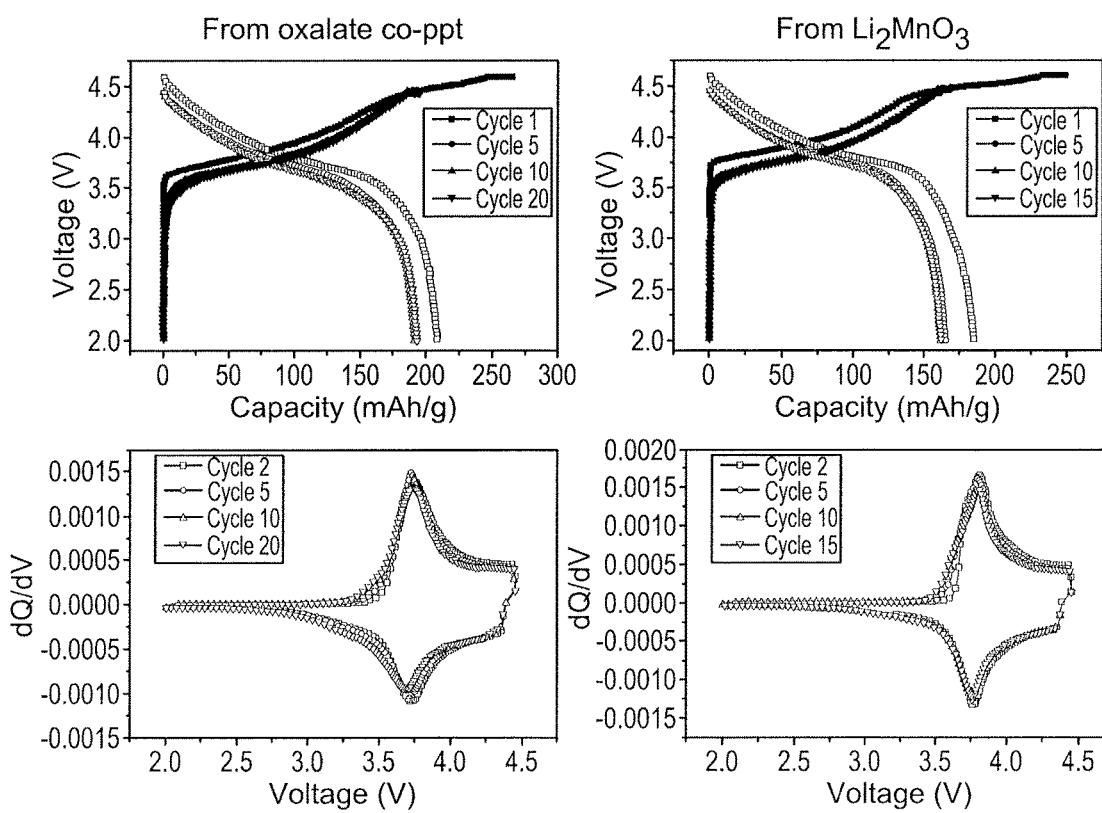 From oxalate co-ppt
From Li2MnO3
4.5
4.0
3.5
3.0
2.5
2.0
Voltage (V)
Cycle 1
Cycle 5
Cycle 10
Cycle 20
0 50 100 150 200 250 300
Capacity (mAh/g)
4.5
4.0
3.5
3.0
2.5
2.0
Voltage (V)
Cycle 1
Cycle 5
Cycle 10
Cycle 15
0 50 100 150 200 250
Capacity (mAh/g)
0.0015
0.0010
0.0005
0.0000
-0.0005
-0.0010
-0.0015
dQ/dV
Cycle 2
Cycle 5
Cycle 10
Cycle 20
2.0 2.5 3.0 3.5 4.0 4.5
Voltage (V)
0.0020
0.0015
0.0010
0.0005
0.0000
-0.0005
-0.0010
-0.0015
dQ/dV
Cycle 2
Cycle 5
Cycle 10
Cycle 15
2.0 2.5 3.0 3.5 4.0 4.5
Voltage (V)